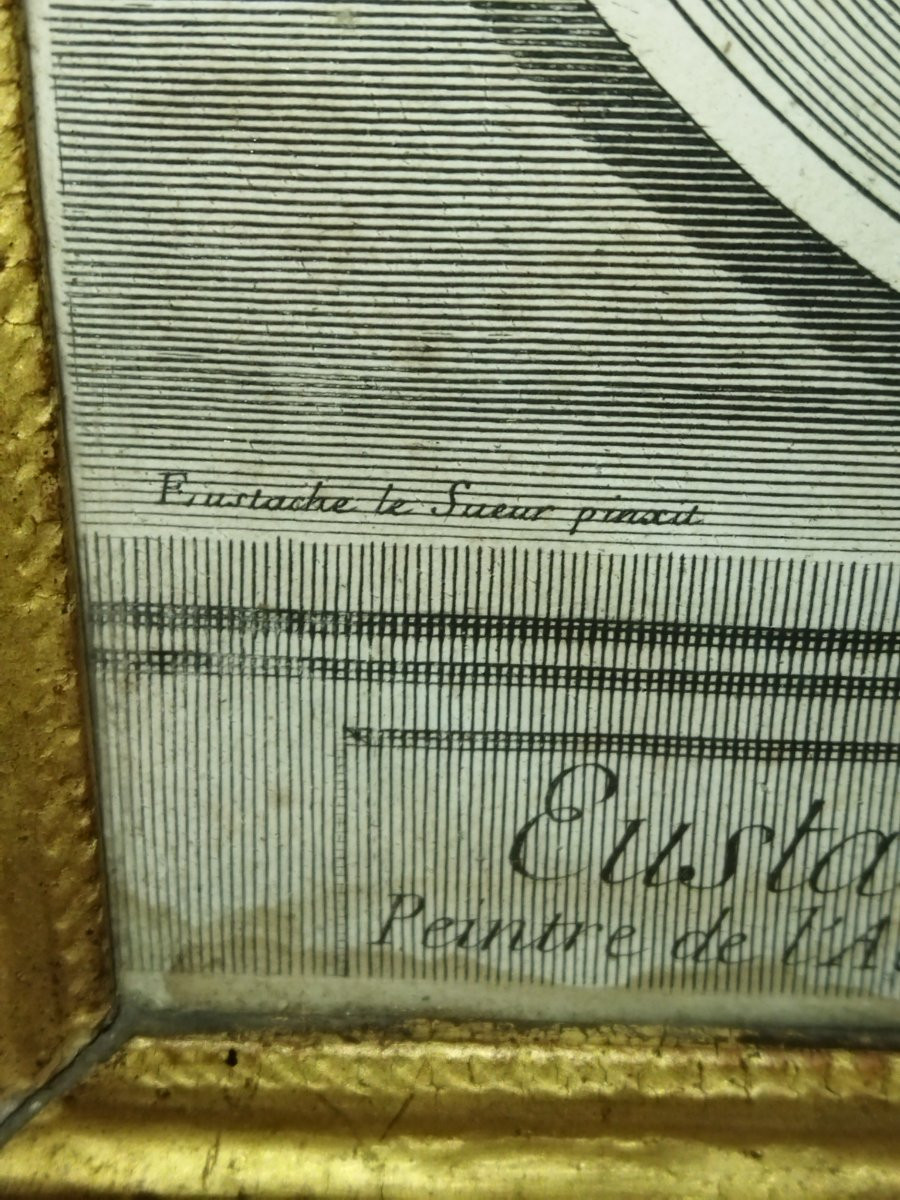 Eustache le Sueur pinxit
Eusta
Peintre de l'A